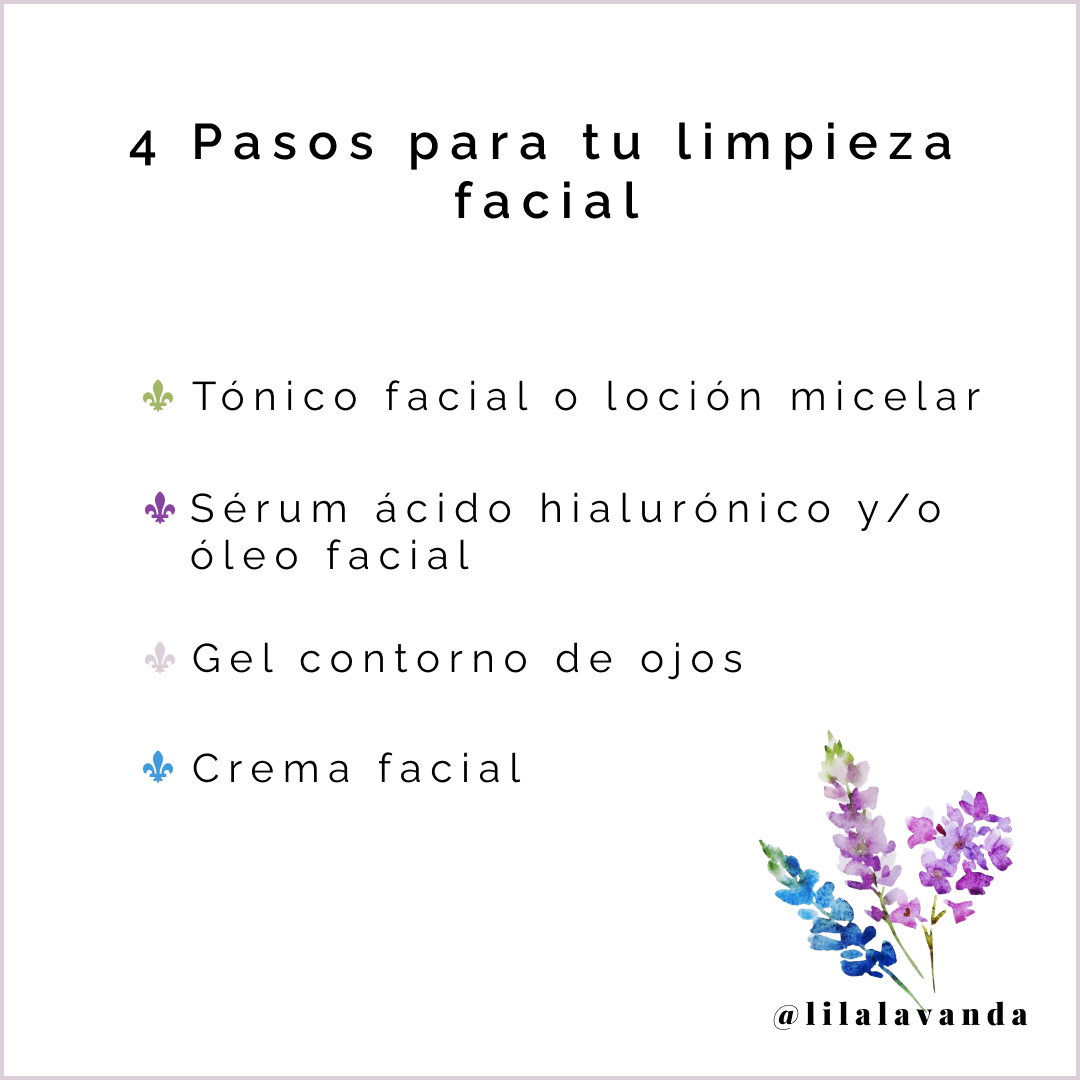 4 Pasos para tu limpieza
facial
Tónico facial o loción micelar
Sérum ácido hialurónico y/o
óleo facial
Gel contorno de ojos
Crema facial
@lilalavanda